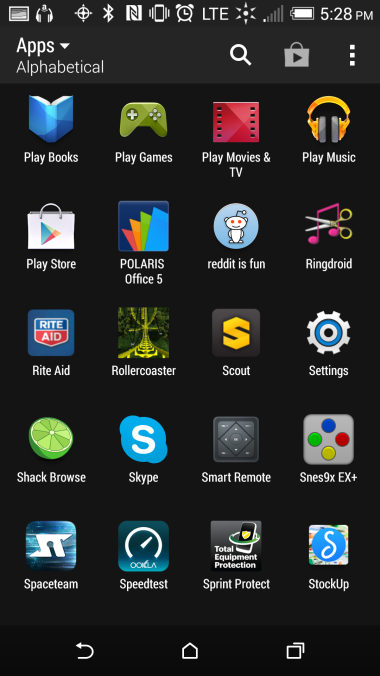 LTE 5:28 PM
Apps
Alphabetical
Play Books Play Games Play Movies & TV Play Music
Play Store POLARIS Office 5 reddit is fun Ringdroid
RITE AID
S
Rite Aid Rollercoaster Scout Settings
S
Shack Browse Skype Smart Remote Snes9x EX+
OOKLA
Total
Equipment
Protection
S
Spaceteam Speedtest Sprint Protect StockUp